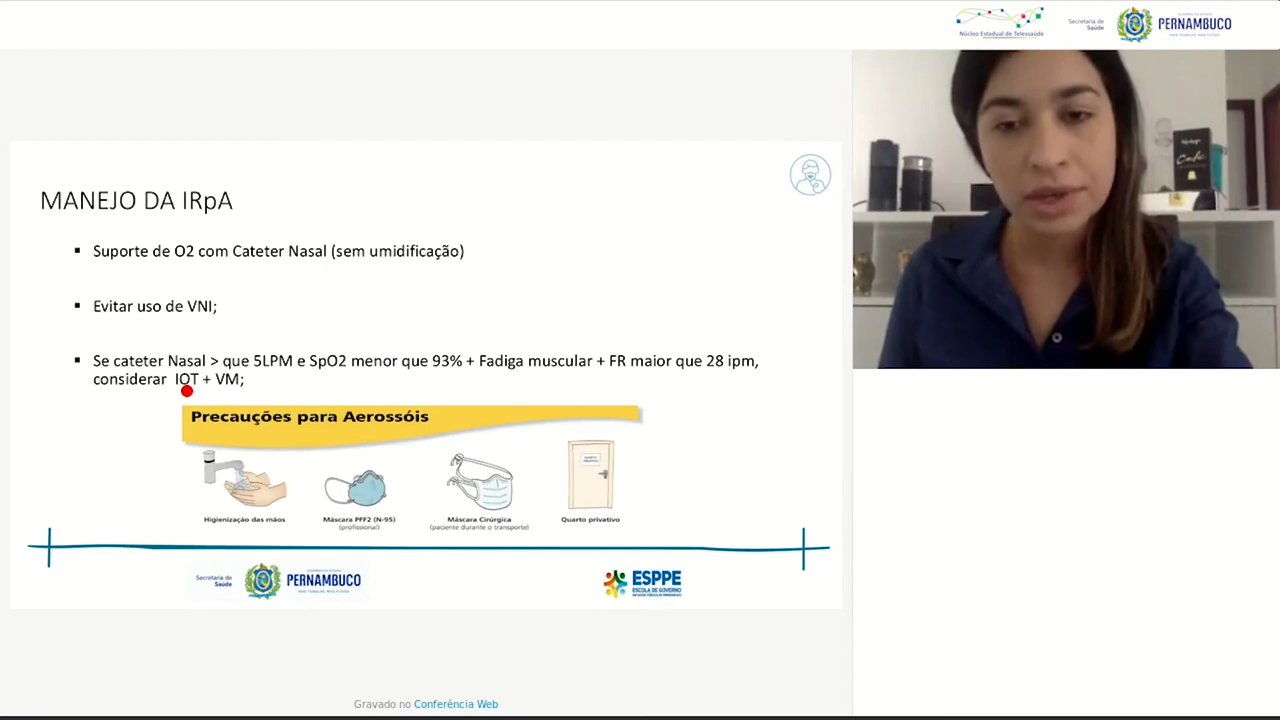 Núcleo Estadual de Telessaúde
Secretaria de
Saúde
PERNAMBUCO
Café
MANEJO DA IRpA
▪ Suporte de O2 com Cateter Nasal (sem umidificação)
▪ Evitar uso de VNI;
▪ Se cateter Nasal > que 5LPM e SpO2 menor que 93% + Fadiga muscular + FR maior que 28 ipm,
considerar IOT + VM;
Precauções para Aerossóis
Higienização das mãos
Máscara PFF2 (N-95)
(profissional)
Máscara Cirúrgica
(paciente durante o transporte)
Quarto privativo
Secretaria de
Saúde
PERNAMBUCO
ESPPE
ESCOLA DE GOVERNO
Gravado no Conferência Web